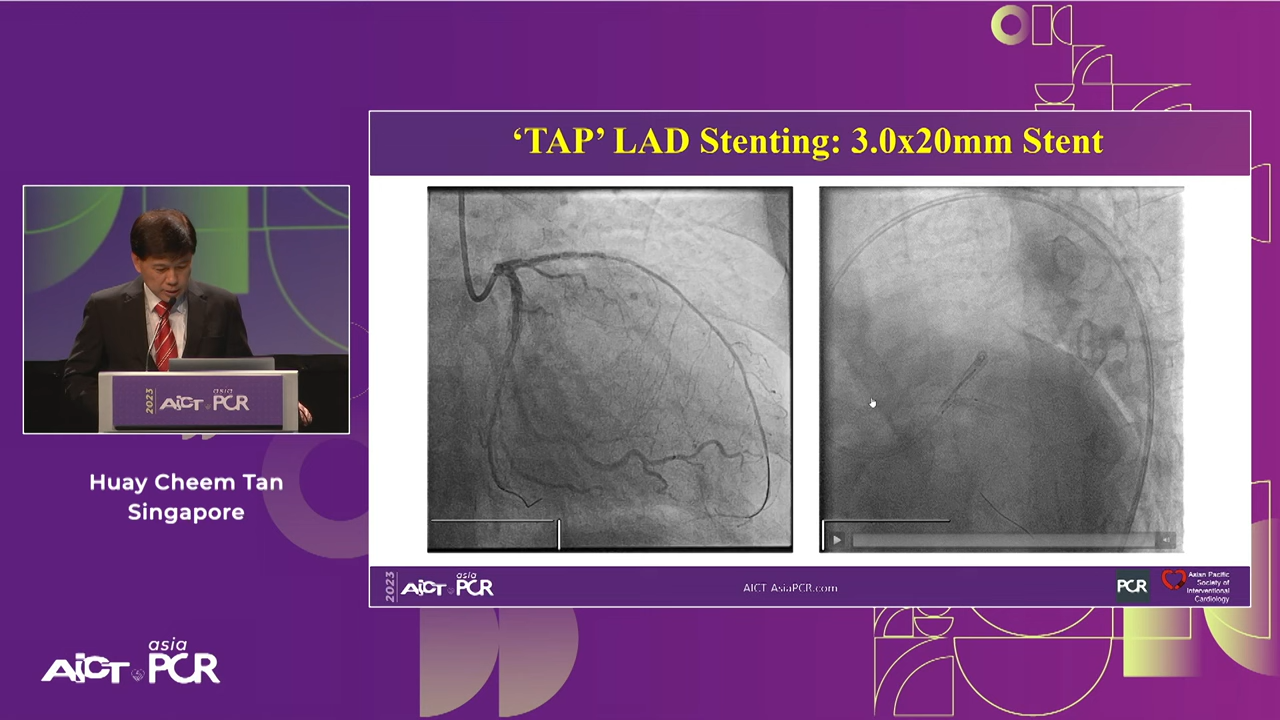 ‘TAP’ LAD Stenting: 3.0x20mm Stent
2023 AICT asia PCR
Huay Cheem Tan
Singapore
2023 AICT asia PCR
AICT AsiaPCR.com
PCR
Asian Pacific
Society of
Interventional
Cardiology
AICT asia PCR